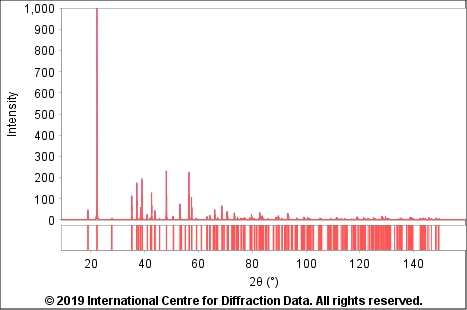 1,000
900
800
700
600
500
400
300
200
100
0
Intensity
20 40 60 80 100 120 140
2θ (°)
© 2019 International Centre for Diffraction Data. All rights reserved.